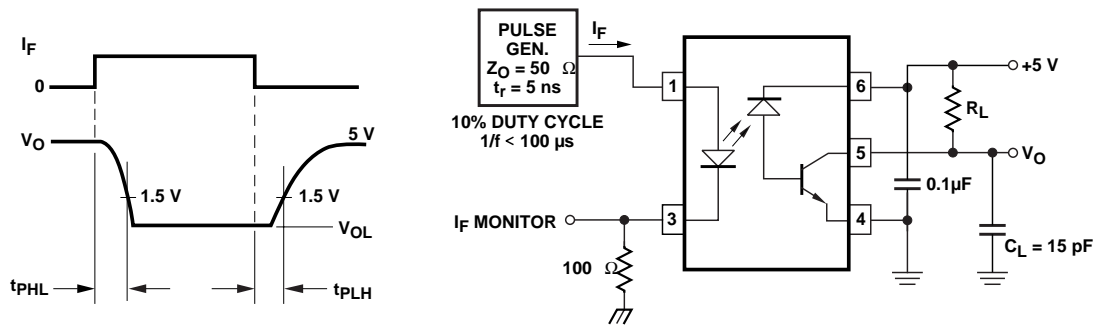 I_F
0
V_O
5 V
1.5 V
1.5 V
V_OL
t_PHL
t_PLH
PULSE
GEN.
Z_O = 50 Ω
t_r = 5 ns
I_F
10% DUTY CYCLE
1/f < 100 µs
I_F MONITOR
100 Ω
1
3
6
5
4
+5 V
R_L
V_O
0.1µF
C_L = 15 pF